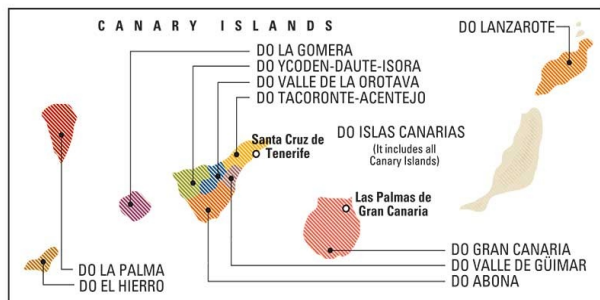 CANARY ISLANDS
DO LANZAROTE
DO LA GOMERA
DO YCODEN-DAUTE-ISORA
DO VALLE DE LA OROTAVA
DO TACORONTE-ACENTEJO
Santa Cruz de
Tenerife
DO ISLAS CANARIAS
(It includes all
Canary Islands)
Las Palmas de
Gran Canaria
DO LA PALMA
DO EL HIERRO
DO GRAN CANARIA
DO VALLE DE GÜIMAR
DO ABONA